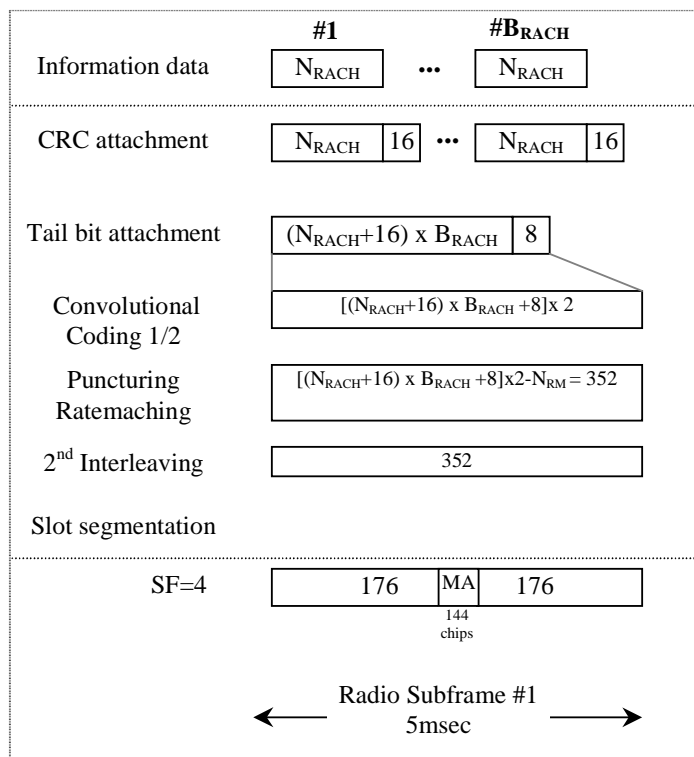 #1 #B_RACH
Information data N_RACH ... N_RACH
CRC attachment N_RACH 16 ... N_RACH 16
Tail bit attachment (N_RACH+16) x B_RACH 8
Convolutional
Coding 1/2
[(N_RACH+16) x B_RACH +8]x 2
Puncturing
Ratemaching
[(N_RACH+16) x B_RACH +8]x2-N_RM = 352
2nd Interleaving 352
Slot segmentation
SF=4 176 MA 176
144
chips
Radio Subframe #1
5msec